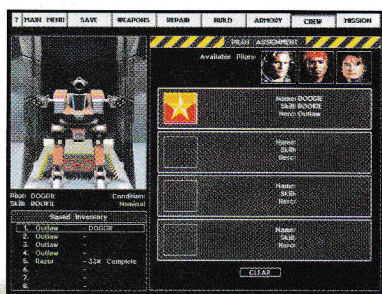 ? MAIN MENU SAVE WEAPONS REPAIR BUILD ARMORY CREW MISSION
PILOT ASSIGNMENT
Available Pilots:
Name: DOGGIE
Skill: ROOKIE
Herc: Outlaw
Name:
Skill:
Herc:
Name:
Skill:
Herc:
Name:
Skill:
Herc:
CLEAR
Pilot: DOGGIE Condition:
Skill: ROOKIE Nominal
Squad Inventory
1. Outlaw - DOGGIE
2. Outlaw -
3. Outlaw -
4. Outlaw -
5. Razor - 33% Complete
6. -
7. -
8. -